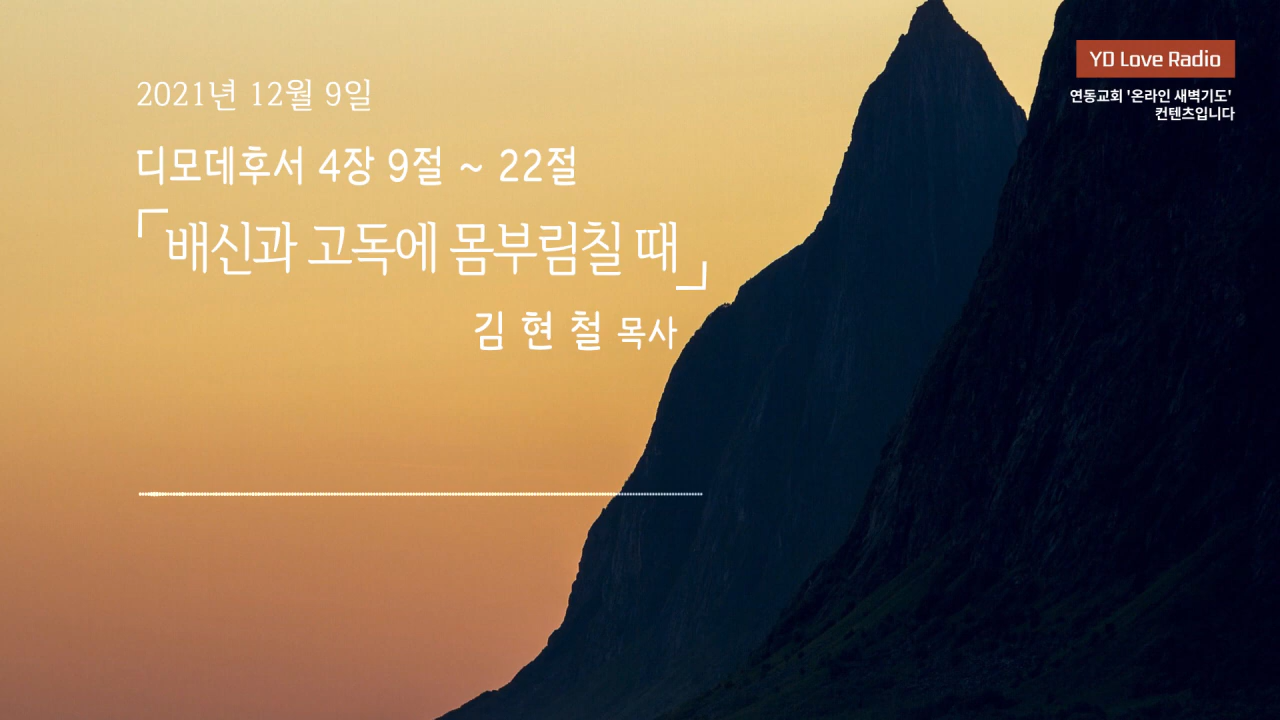 2021년 12월 9일
디모데후서 4장 9절 ~ 22절
「배신과 고독에 몸부림칠 때」
김 현 철 목사
YD Love Radio
연동교회 '온라인 새벽기도'
컨텐츠입니다